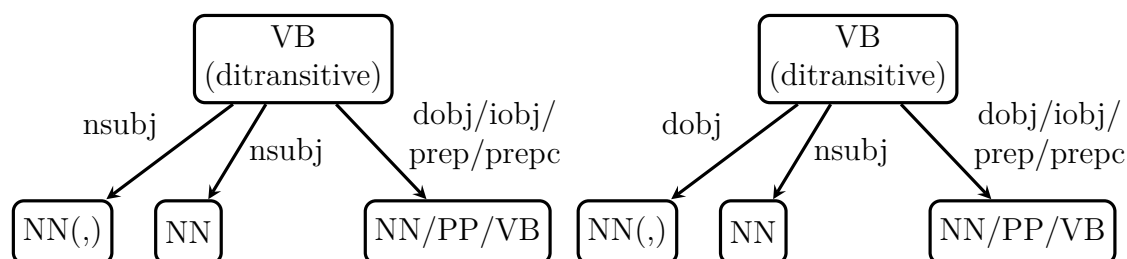 VB
(ditransitive)
nsubj
nsubj
dobj/iobj/
prep/prepc
NN(,)
NN
NN/PP/VB
VB
(ditransitive)
dobj
nsubj
dobj/iobj/
prep/prepc
NN(,)
NN
NN/PP/VB